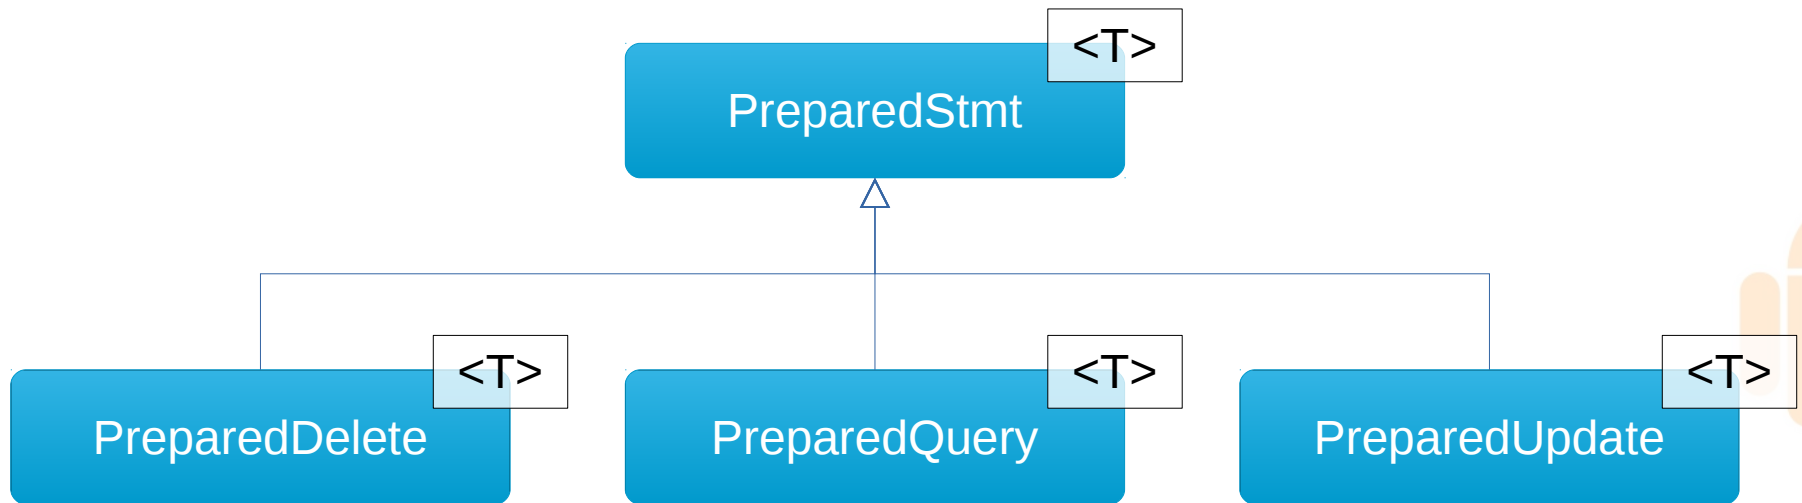 <T>
PreparedStmt
<T>
<T>
<T>
PreparedDelete
PreparedQuery
PreparedUpdate